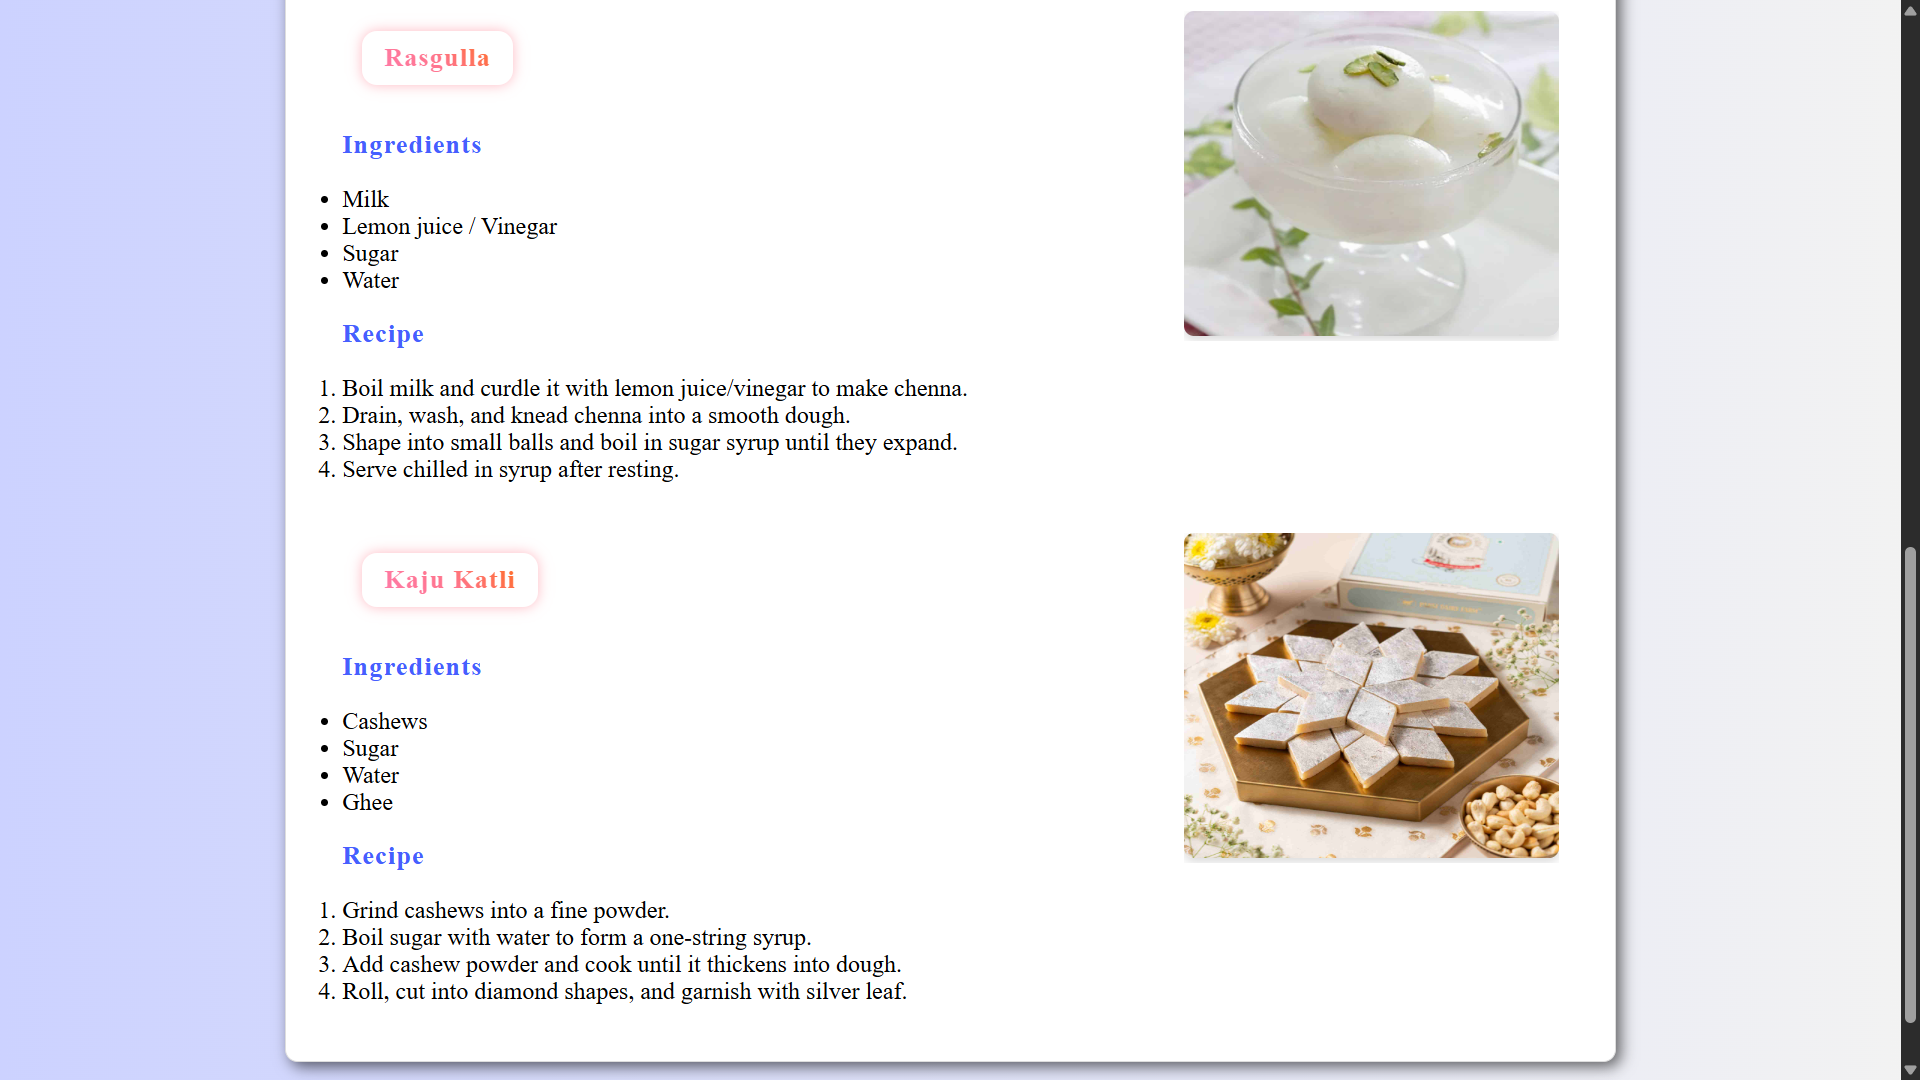 Rasgulla
Ingredients
• Milk
• Lemon juice / Vinegar
• Sugar
• Water
Recipe
1. Boil milk and curdle it with lemon juice/vinegar to make chenna.
2. Drain, wash, and knead chenna into a smooth dough.
3. Shape into small balls and boil in sugar syrup until they expand.
4. Serve chilled in syrup after resting.
Kaju Katli
Ingredients
• Cashews
• Sugar
• Water
• Ghee
Recipe
1. Grind cashews into a fine powder.
2. Boil sugar with water to form a one-string syrup.
3. Add cashew powder and cook until it thickens into dough.
4. Roll, cut into diamond shapes, and garnish with silver leaf.